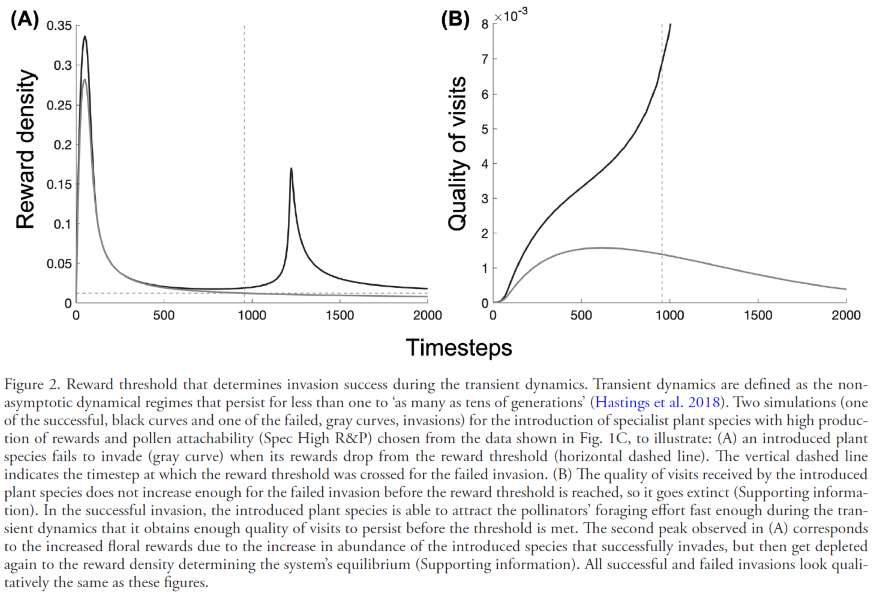 (A)
0.35
0.3
0.25
0.2
0.15
0.1
0.05
0
Reward density
0 500 1000 1500 2000
(B)
×10-3
8
7
6
5
4
3
2
1
0
Quality of visits
0 500 1000 1500 2000
Timesteps
Figure 2. Reward threshold that determines invasion success during the transient dynamics. Transient dynamics are defined as the non-
asymptotic dynamical regimes that persist for less than one to ‘as many as tens of generations’ (Hastings et al. 2018). Two simulations (one
of the successful, black curves and one of the failed, gray curves, invasions) for the introduction of specialist plant species with high produc-
tion of rewards and pollen attachability (Spec High R&P) chosen from the data shown in Fig. 1C, to illustrate: (A) an introduced plant
species fails to invade (gray curve) when its rewards drop from the reward threshold (horizontal dashed line). The vertical dashed line
indicates the timestep at which the reward threshold was crossed for the failed invasion. (B) The quality of visits received by the introduced
plant species does not increase enough for the failed invasion before the reward threshold is reached, so it goes extinct (Supporting informa-
tion). In the successful invasion, the introduced plant species is able to attract the pollinators’ foraging effort fast enough during the tran-
sient dynamics that it obtains enough quality of visits to persist before the threshold is met. The second peak observed in (A) corresponds
to the increased floral rewards due to the increase in abundance of the introduced species that successfully invades, but then get depleted
again to the reward density determining the system’s equilibrium (Supporting information). All successful and failed invasions look quali-
tatively the same as these figures.